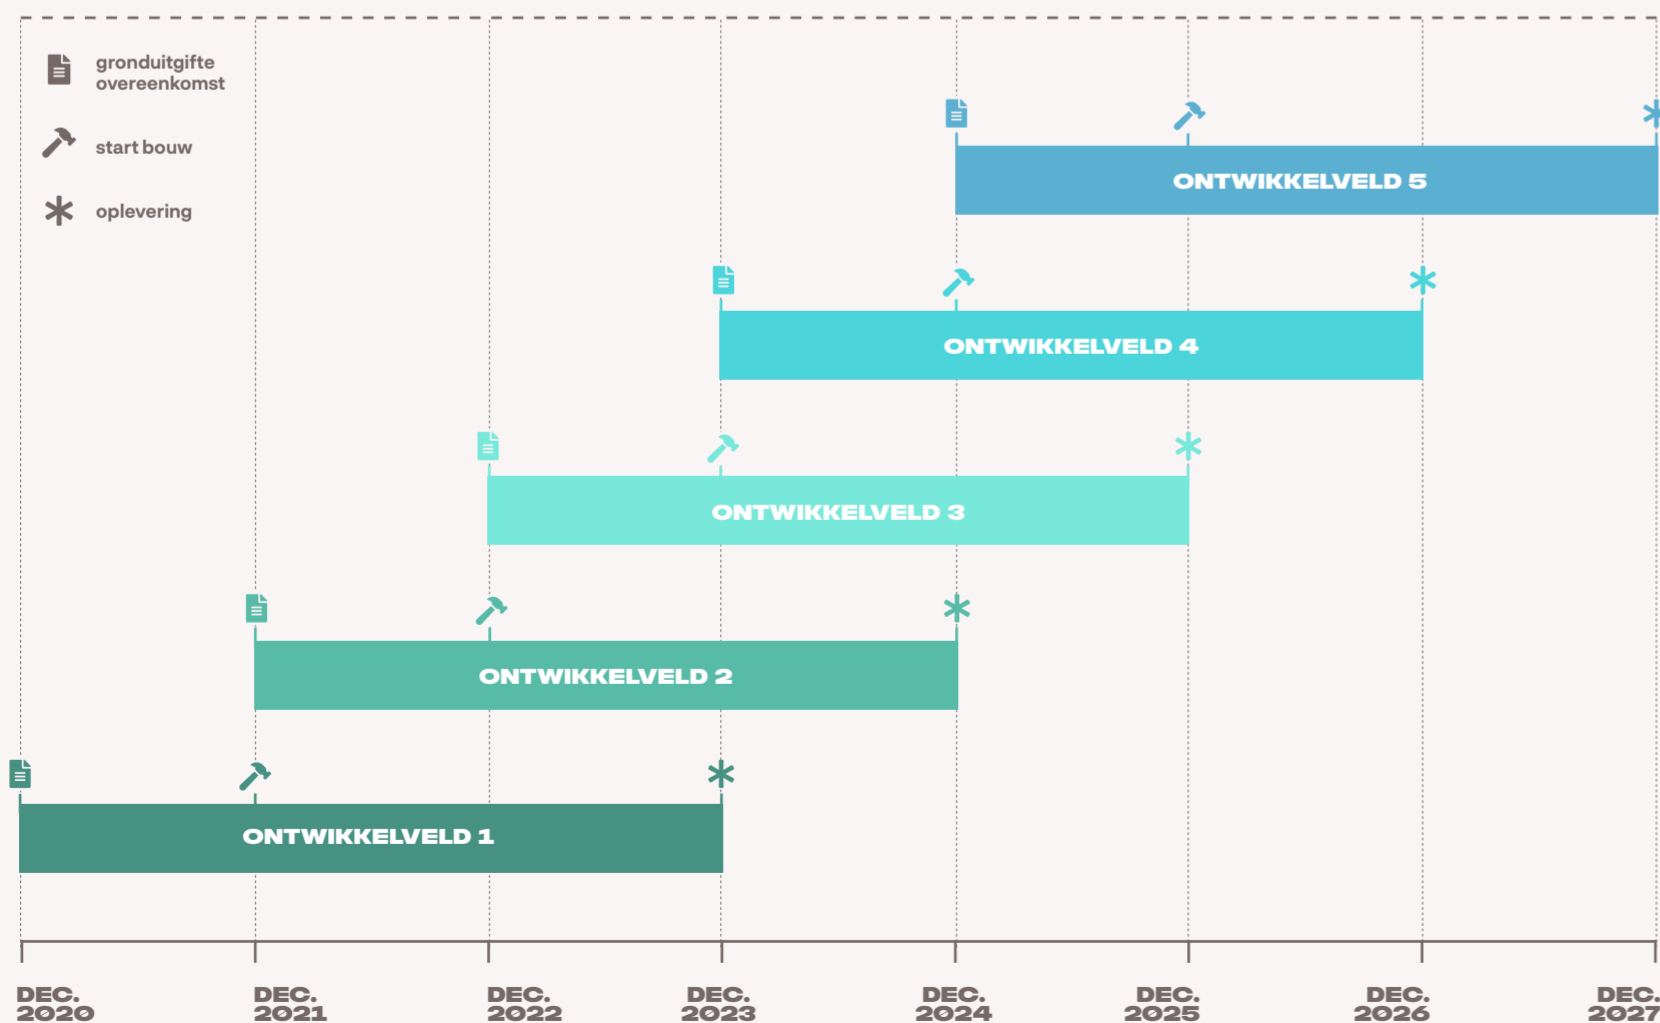 gronduitgifte
overeenkomst
start bouw
oplevering
ONTWIKKELVELD 5
ONTWIKKELVELD 4
ONTWIKKELVELD 3
ONTWIKKELVELD 2
ONTWIKKELVELD 1
DEC. DEC. DEC. DEC. DEC. DEC. DEC. DEC.
2020 2021 2022 2023 2024 2025 2026 2027